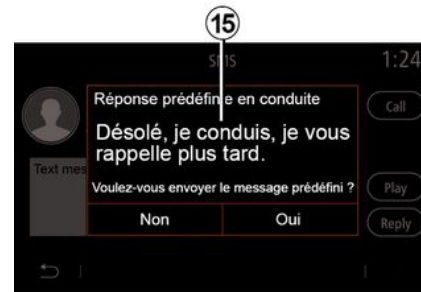 15
SMS
1:24
Réponse prédéfinie en conduite
Call
Désolé, je conduis, je vous
rappelle plus tard.
Text mes
Voulez-vous envoyer le message prédéfini ?
Play
Non
Oui
Reply